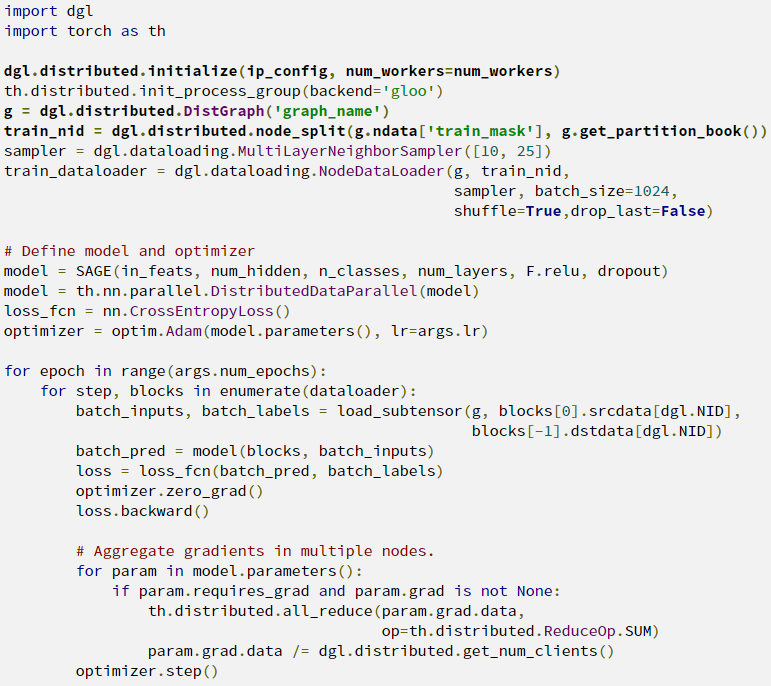 import dgl
import torch as th

dgl.distributed.initialize(ip_config, num_workers=num_workers)
th.distributed.init_process_group(backend='gloo')
g = dgl.distributed.DistGraph('graph_name')
train_nid = dgl.distributed.node_split(g.ndata['train_mask'], g.get_partition_book())
sampler = dgl.dataloading.MultiLayerNeighborSampler([10, 25])
train_dataloader = dgl.dataloading.NodeDataLoader(g, train_nid,
                                                  sampler, batch_size=1024,
                                                  shuffle=True,drop_last=False)

# Define model and optimizer
model = SAGE(in_feats, num_hidden, n_classes, num_layers, F.relu, dropout)
model = th.nn.parallel.DistributedDataParallel(model)
loss_fcn = nn.CrossEntropyLoss()
optimizer = optim.Adam(model.parameters(), lr=args.lr)

for epoch in range(args.num_epochs):
    for step, blocks in enumerate(dataloader):
        batch_inputs, batch_labels = load_subtensor(g, blocks[0].srcdata[dgl.NID],
                                                    blocks[-1].dstdata[dgl.NID])
        batch_pred = model(blocks, batch_inputs)
        loss = loss_fcn(batch_pred, batch_labels)
        optimizer.zero_grad()
        loss.backward()

        # Aggregate gradients in multiple nodes.
        for param in model.parameters():
            if param.requires_grad and param.grad is not None:
                th.distributed.all_reduce(param.grad.data,
                                          op=th.distributed.ReduceOp.SUM)
                param.grad.data /= dgl.distributed.get_num_clients()
        optimizer.step()